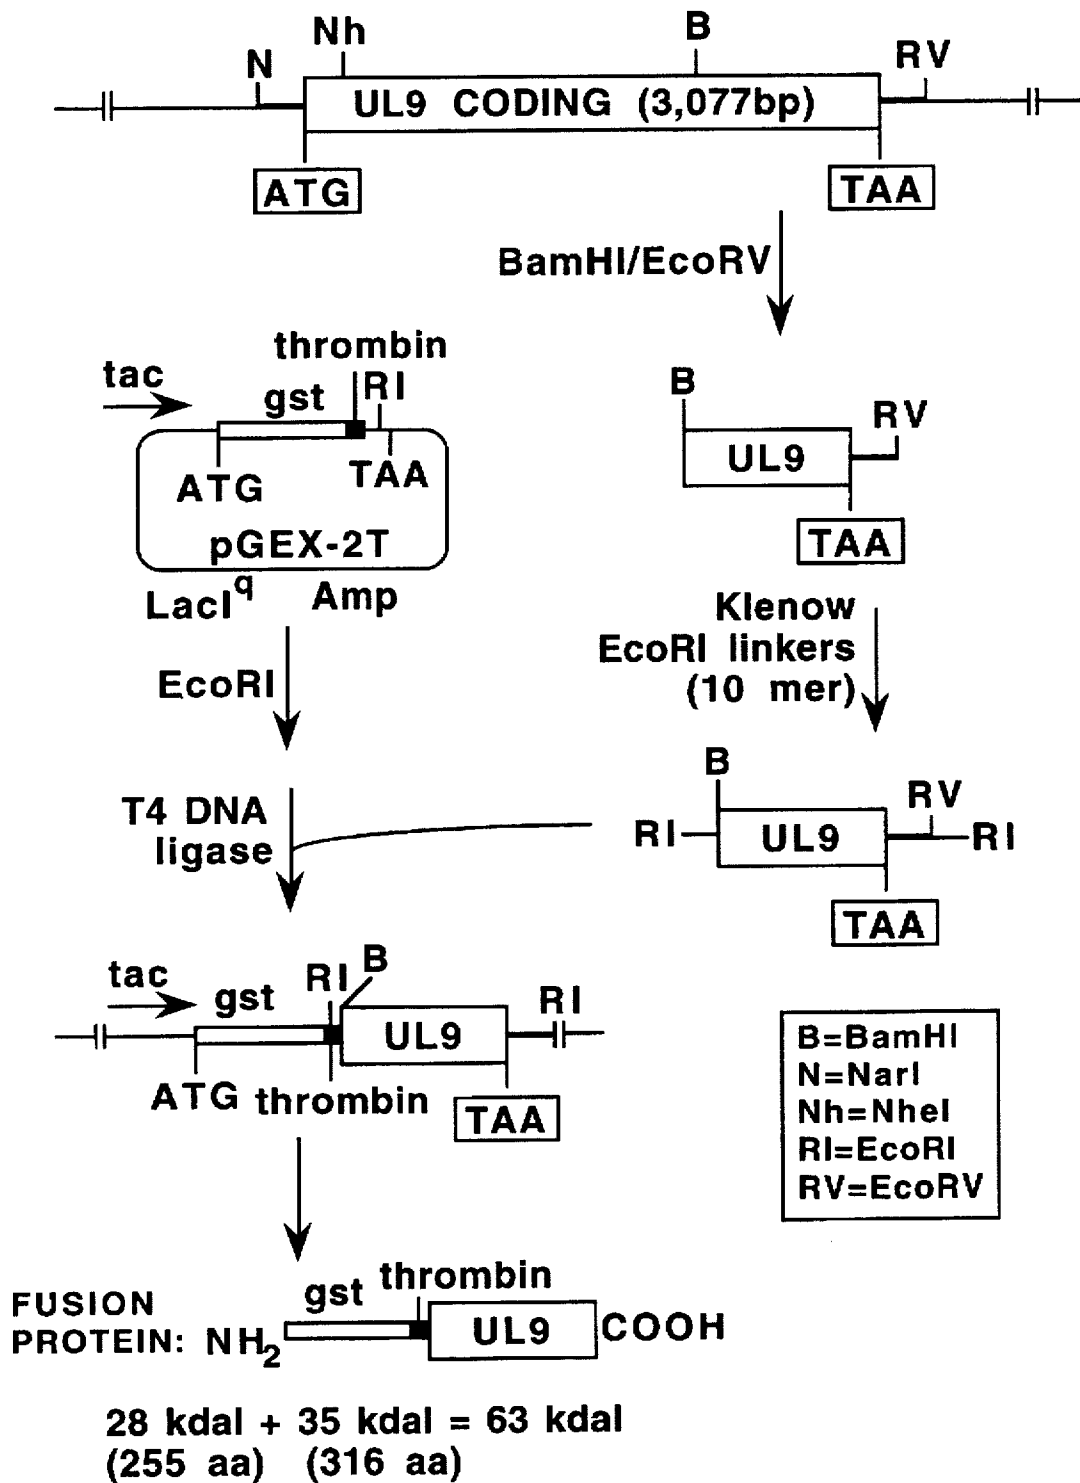 N
Nh
B
RV
UL9 CODING (3,077bp)
ATG
TAA
BamHI/EcoRV
tac
thrombin
gst
RI
ATG
TAA
pGEX-2T
LacI^q
Amp
B
RV
UL9
TAA
EcoRI
Klenow
EcoRI linkers
(10 mer)
T4 DNA
ligase
B
RV
RI
UL9
RI
TAA
tac
gst
RI
B
RI
UL9
ATG
thrombin
TAA
B=BamHI
N=NarI
Nh=NheI
RI=EcoRI
RV=EcoRV
FUSION
PROTEIN:
NH2
gst
thrombin
UL9
COOH
28 kdal + 35 kdal = 63 kdal
(255 aa) (316 aa)